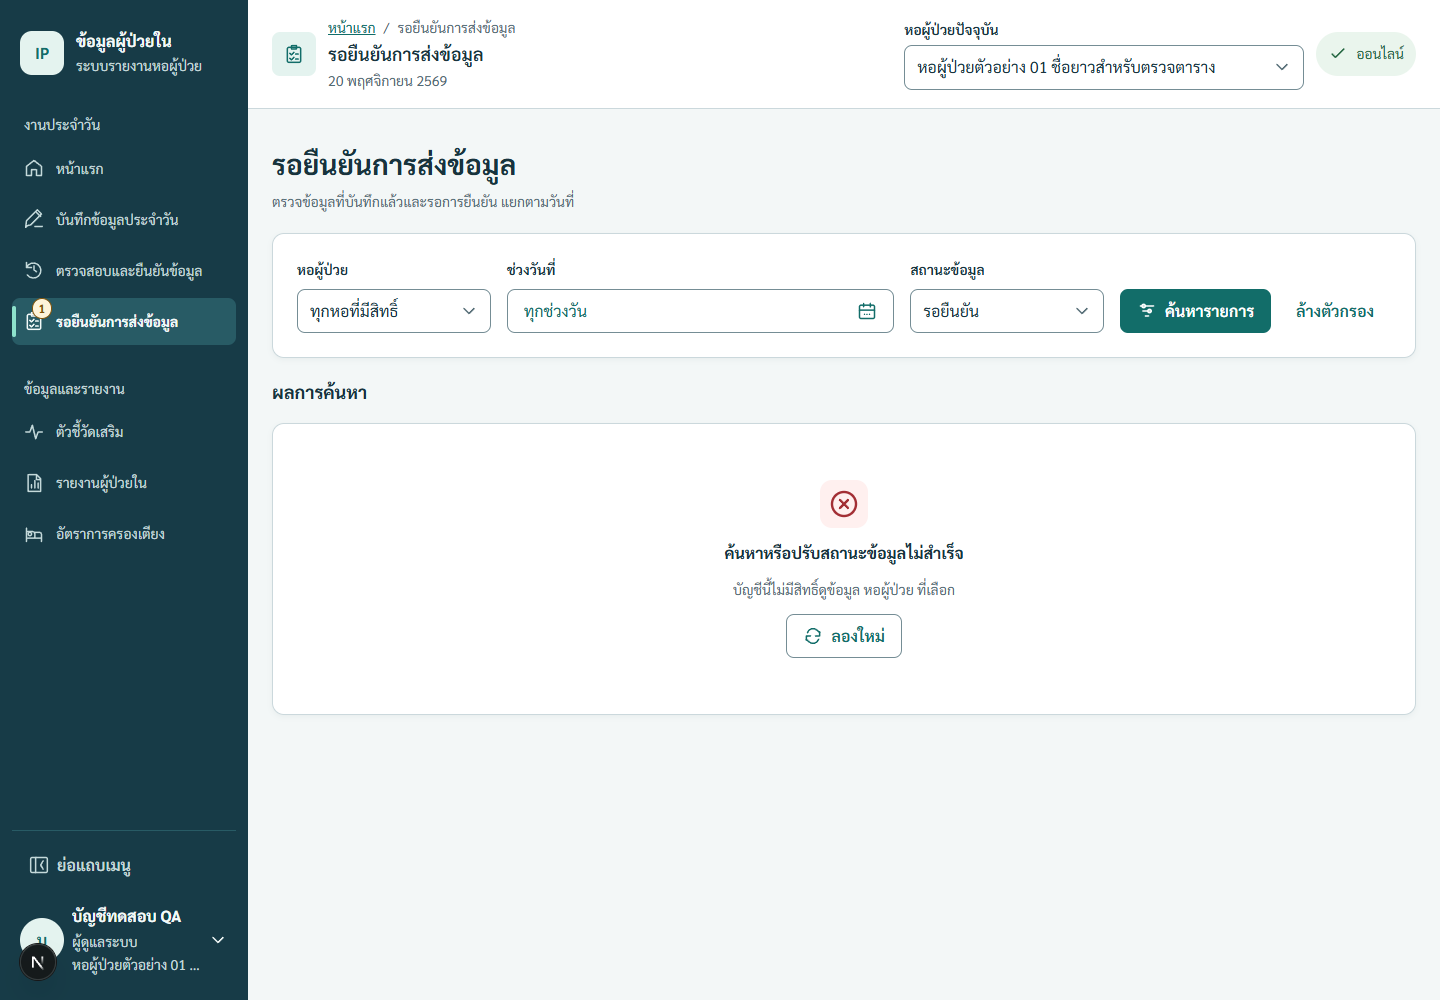 IP
ข้อมูลผู้ป่วยใน
ระบบรายงานหอผู้ป่วย
งานประจำวัน
หน้าแรก
บันทึกข้อมูลประจำวัน
ตรวจสอบและยืนยันข้อมูล
1
รอยืนยันการส่งข้อมูล
ข้อมูลและรายงาน
ตัวชี้วัดเสริม
รายงานผู้ป่วยใน
อัตราการครองเตียง
ย่อแถบเมนู
บัญชีทดสอบ QA
ผู้ดูแลระบบ
หอผู้ป่วยตัวอย่าง 01 ...
N
หน้าแรก / รอยืนยันการส่งข้อมูล
รอยืนยันการส่งข้อมูล
20 พฤศจิกายน 2569
หอผู้ป่วยปัจจุบัน
หอผู้ป่วยตัวอย่าง 01 ชื่อยาวสำหรับตรวจตาราง
ออนไลน์
รอยืนยันการส่งข้อมูล
ตรวจข้อมูลที่บันทึกแล้วและรอการยืนยัน แยกตามวันที่
หอผู้ป่วย
ทุกหอที่มีสิทธิ์
ช่วงวันที่
ทุกช่วงวัน
สถานะข้อมูล
รอยืนยัน
ค้นหารายการ
ล้างตัวกรอง
ผลการค้นหา
ค้นหาหรือปรับสถานะข้อมูลไม่สำเร็จ
บัญชีนี้ไม่มีสิทธิ์ดูข้อมูล หอผู้ป่วย ที่เลือก
ลองใหม่